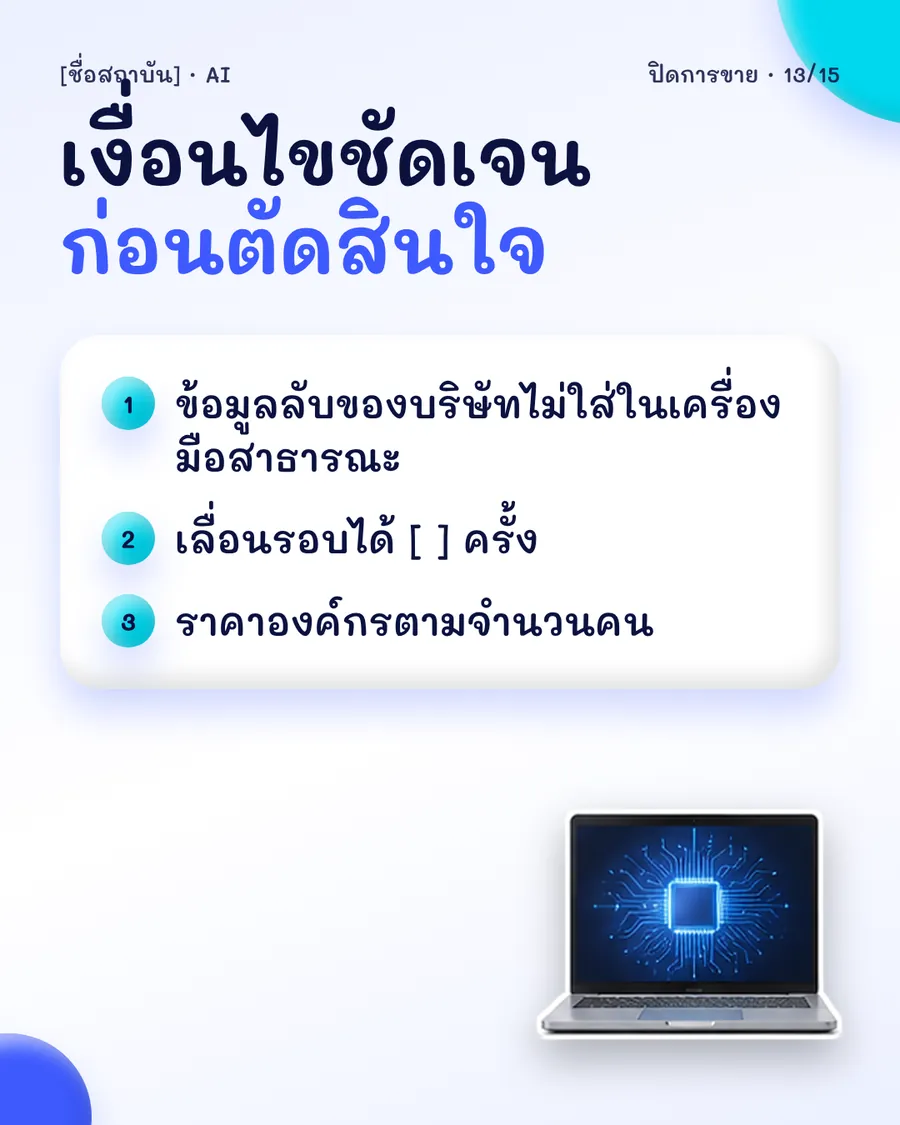 [ชื่อสถาบัน] · AI
ปิดการขาย · 13/15
เงื่อนไขชัดเจน
ก่อนตัดสินใจ
1 ข้อมูลลับของบริษัทไม่ใส่ในเครื่อง
มือสาธารณะ
2 เลื่อนรอบได้ [ ] ครั้ง
3 ราคาองค์กรตามจำนวนคน